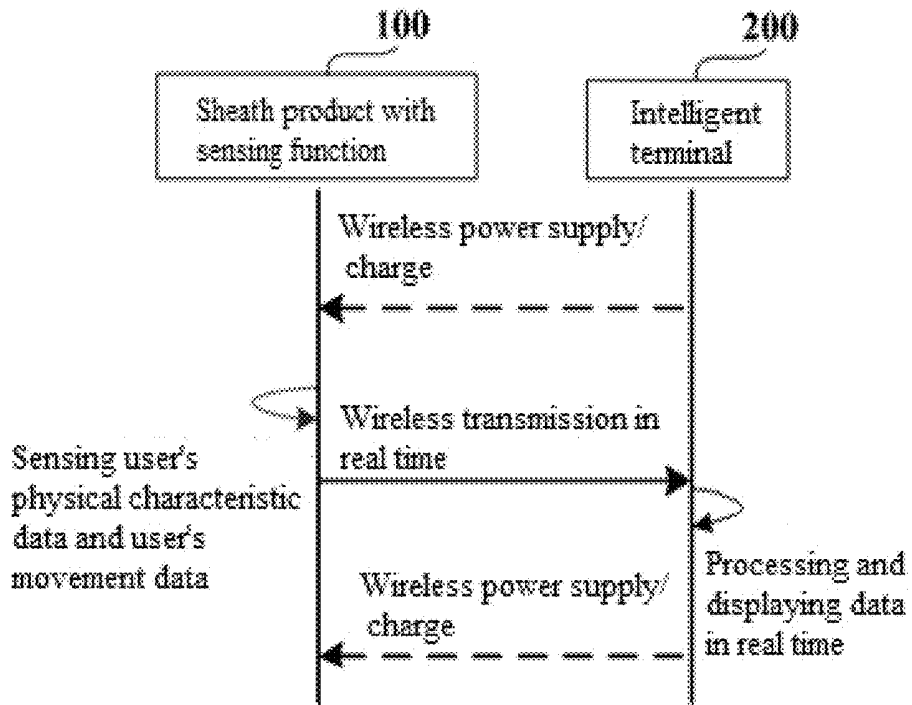 100
200
Sheath product with
sensing function
Intelligent
terminal
Wireless power supply/
charge
Wireless transmission in
real time
Sensing user's
physical characteristic
data and user's
movement data
Processing and
displaying data
in real time
Wireless power supply/
charge